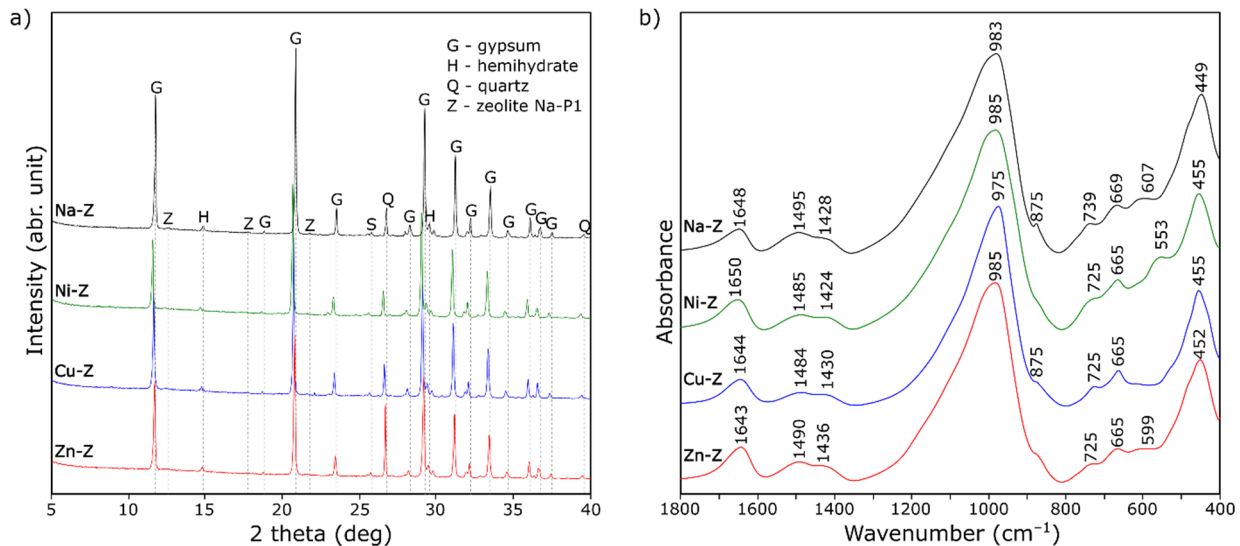 a)
G - gypsum
H - hemihydrate
Q - quartz
Z - zeolite Na-P1
G
G
G
G
G
Z
H
Z
G
Z
G
S
Q
G
H
G
G
G
G
G
Q
Na-Z
Ni-Z
Cu-Z
Zn-Z
Intensity (abr. unit)
5 10 15 20 25 30 35 40
2 theta (deg)
b)
983
449
1648
1495
1428
875
739
669
607
Na-Z
985
455
1650
1485
1424
725
665
553
Ni-Z
975
455
1644
1484
1430
875
725
665
Cu-Z
985
452
1643
1490
1436
725
665
599
Zn-Z
Absorbance
1800 1600 1400 1200 1000 800 600 400
Wavenumber (cm⁻¹)